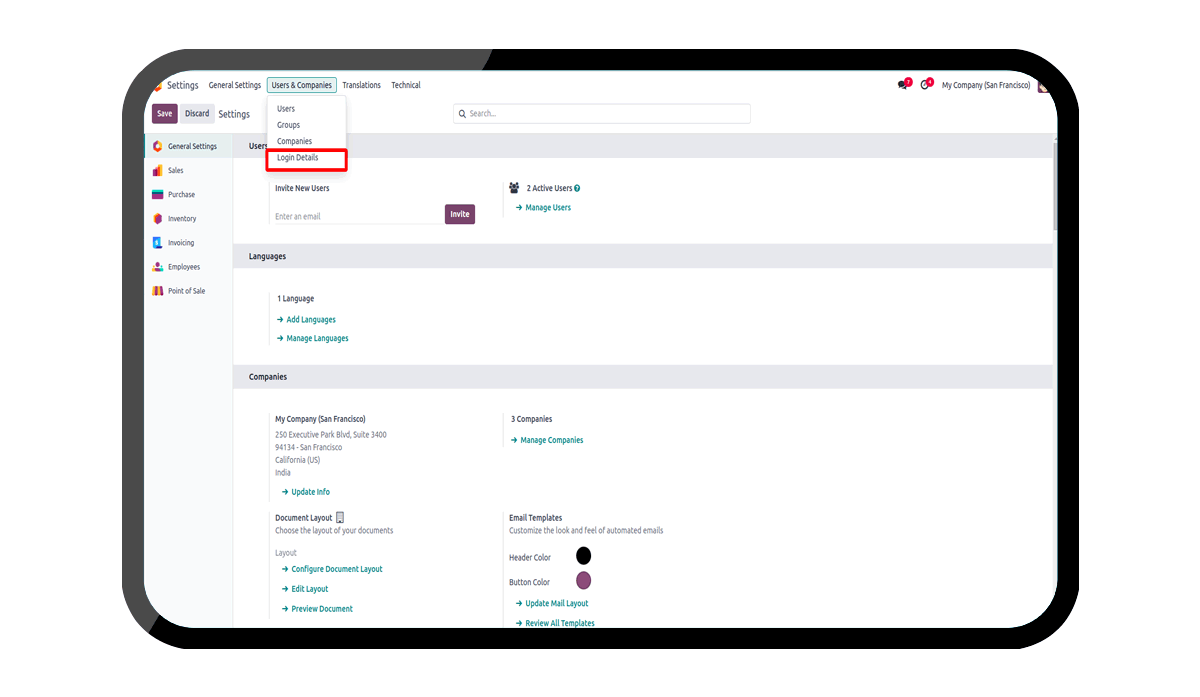 Settings General Settings Users & Companies Translations Technical 7 4 My Company (San Francisco)
Save Discard Settings Search...
Users
Groups
Companies
Login Details
General Settings
Sales
Purchase
Inventory
Invoicing
Employees
Point of Sale
Users
Invite New Users
Enter an email Invite
2 Active Users ?
→ Manage Users
Languages
1 Language
→ Add Languages
→ Manage Languages
Companies
My Company (San Francisco)
250 Executive Park Blvd, Suite 3400
94134 - San Francisco
California (US)
India
→ Update Info
3 Companies
→ Manage Companies
Document Layout
Choose the layout of your documents
Layout
→ Configure Document Layout
→ Edit Layout
→ Preview Document
Email Templates
Customize the look and feel of automated emails
Header Color
Button Color
→ Update Mail Layout
→ Review All Templates